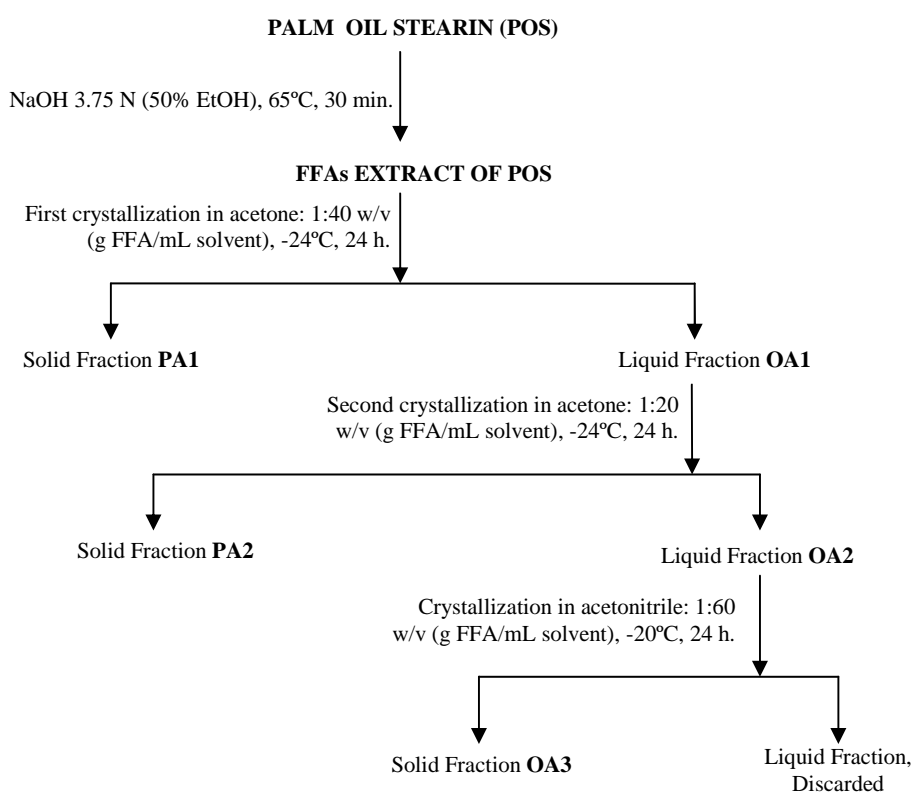 PALM OIL STEARIN (POS)
NaOH 3.75 N (50% EtOH), 65ºC, 30 min.
FFAs EXTRACT OF POS
First crystallization in acetone: 1:40 w/v
(g FFA/mL solvent), -24ºC, 24 h.
Solid Fraction PA1
Liquid Fraction OA1
Second crystallization in acetone: 1:20
w/v (g FFA/mL solvent), -24ºC, 24 h.
Solid Fraction PA2
Liquid Fraction OA2
Crystallization in acetonitrile: 1:60
w/v (g FFA/mL solvent), -20ºC, 24 h.
Solid Fraction OA3
Liquid Fraction,
Discarded